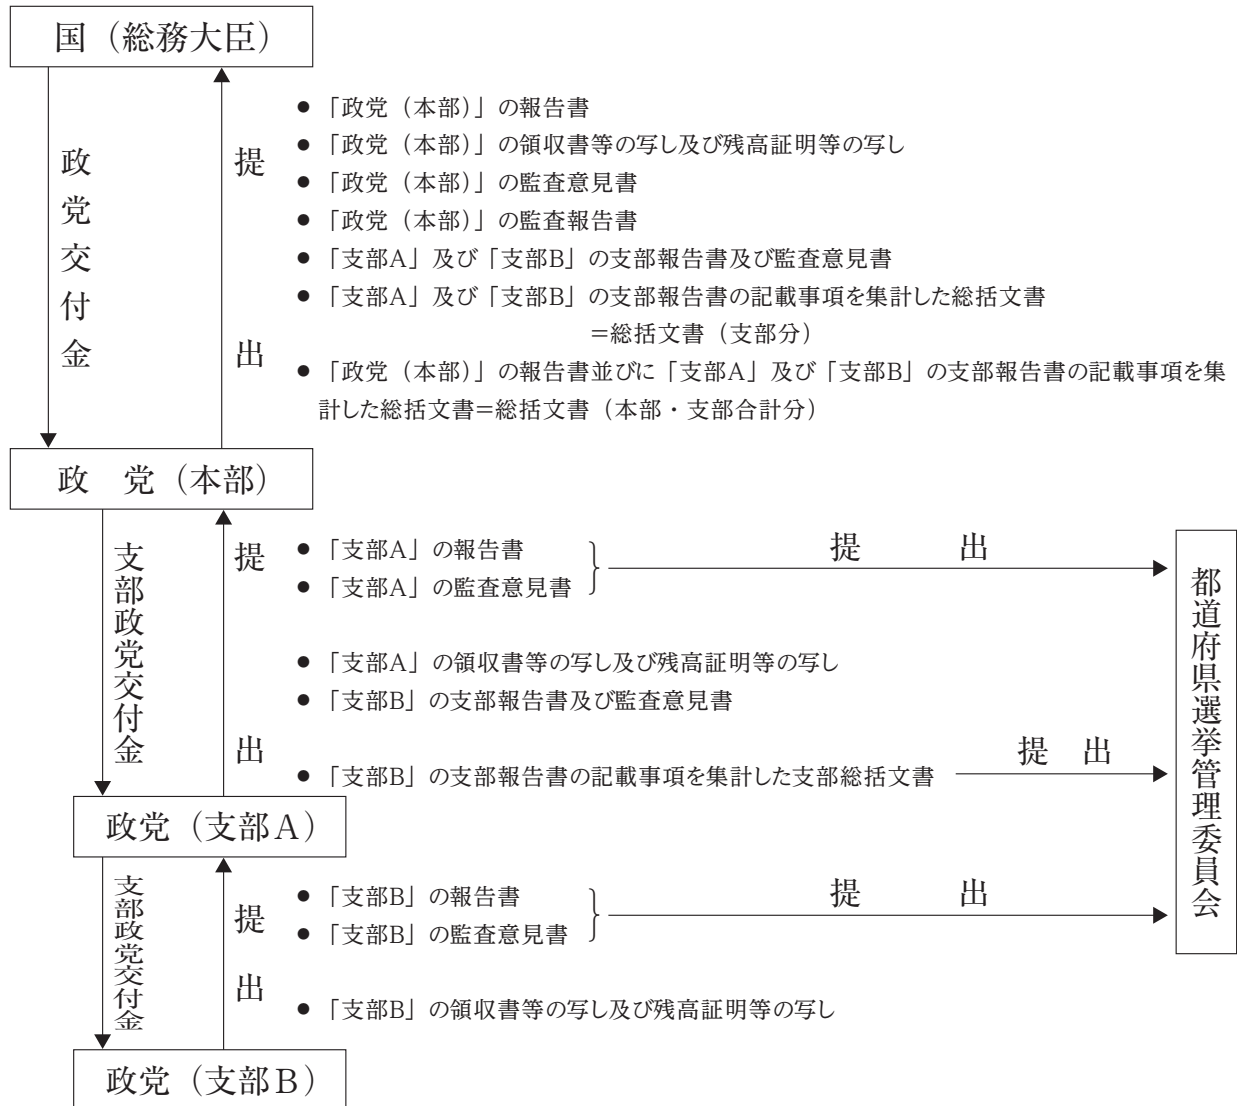 国（総務大臣）
政党交付金
提出
●「政党（本部）」の報告書
●「政党（本部）」の領収書等の写し及び残高証明等の写し
●「政党（本部）」の監査意見書
●「政党（本部）」の監査報告書
●「支部A」及び「支部B」の支部報告書及び監査意見書
●「支部A」及び「支部B」の支部報告書の記載事項を集計した総括文書
＝総括文書（支部分）
●「政党（本部）」の報告書並びに「支部A」及び「支部B」の支部報告書の記載事項を集
計した総括文書＝総括文書（本部・支部合計分）
政　党（本部）
支部政党交付金
提出
●「支部A」の報告書
●「支部A」の監査意見書
提　出
●「支部A」の領収書等の写し及び残高証明等の写し
●「支部B」の支部報告書及び監査意見書
●「支部B」の支部報告書の記載事項を集計した支部総括文書
提　出
都道府県選挙管理委員会
政党（支部A）
支部政党交付金
提出
●「支部B」の報告書
●「支部B」の監査意見書
提　出
●「支部B」の領収書等の写し及び残高証明等の写し
政党（支部B）